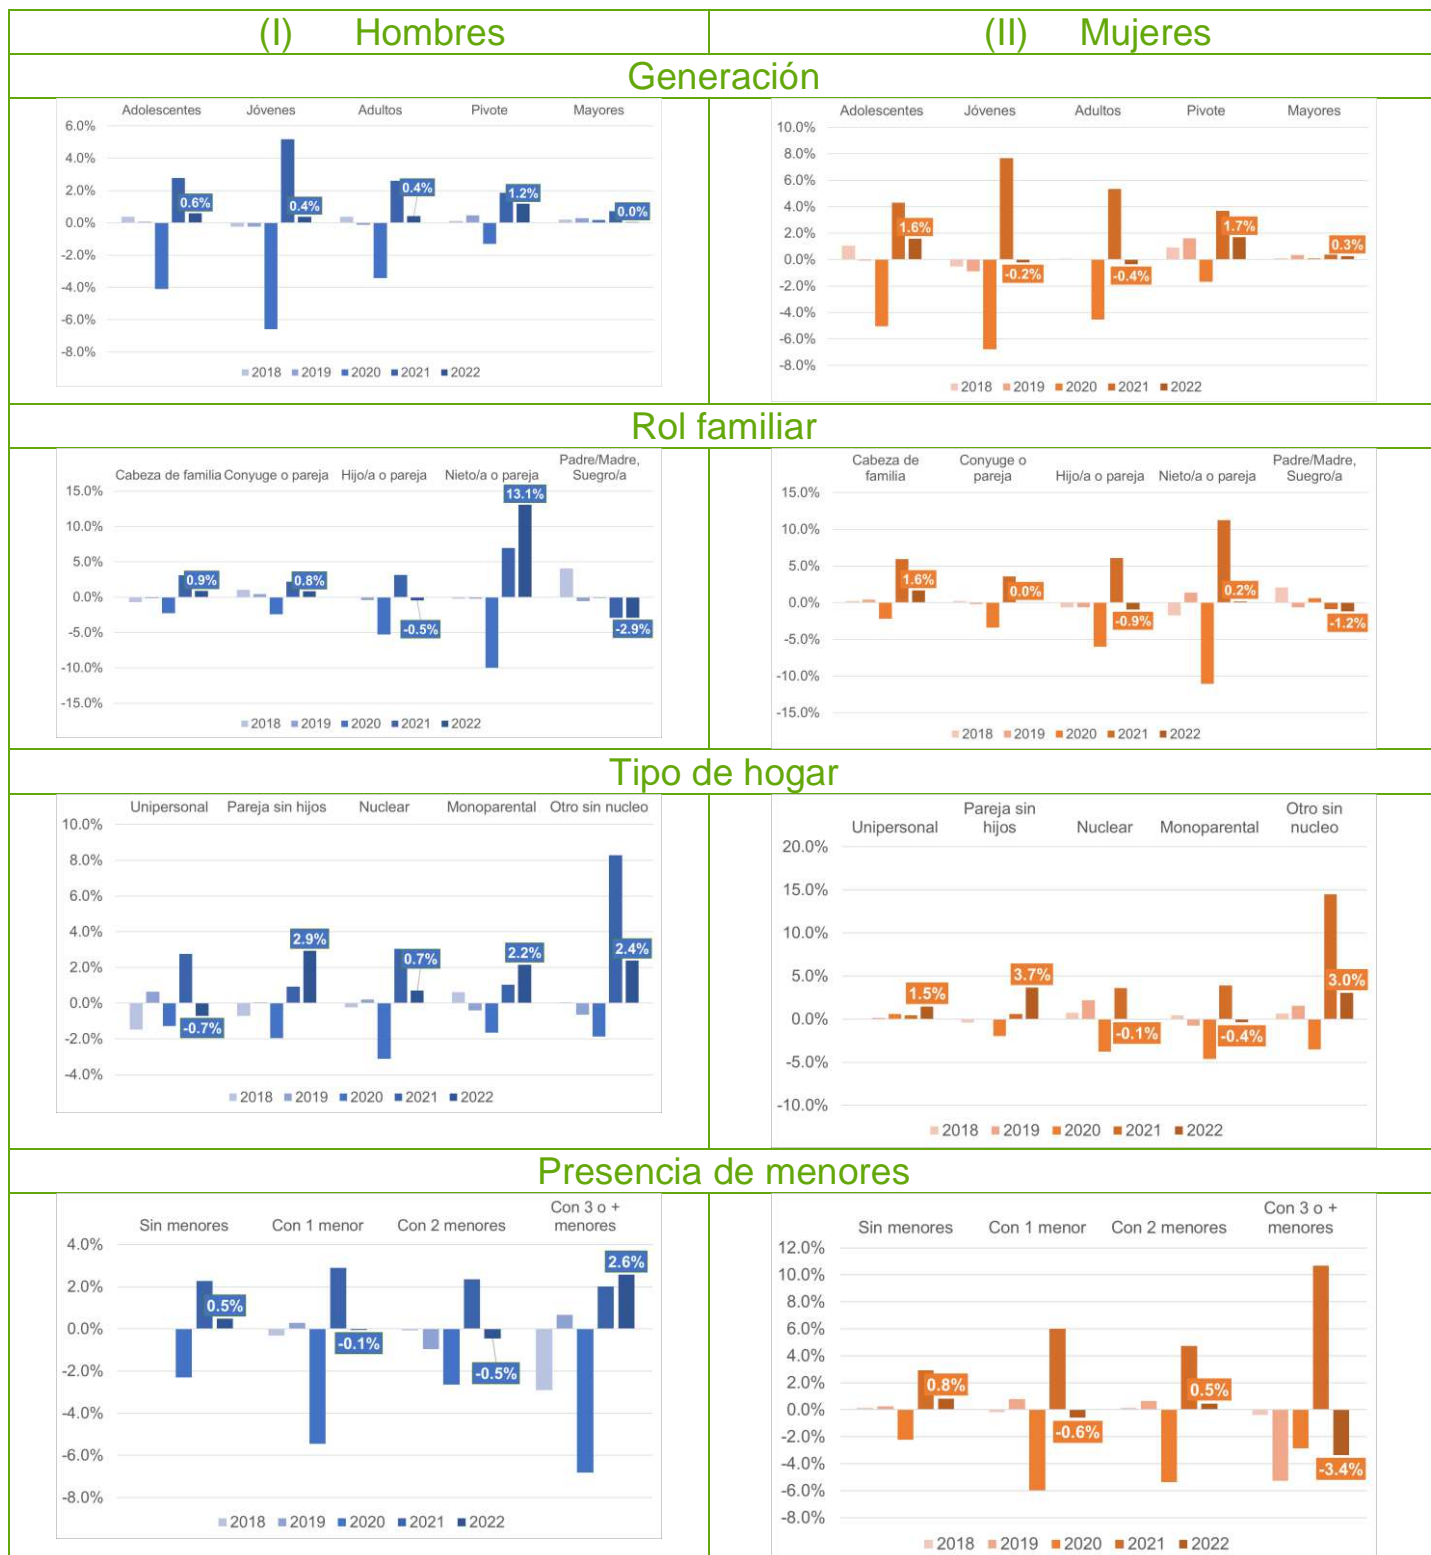 (I) Hombres
(II) Mujeres
Generación
Adolescentes Jóvenes Adultos Pivote Mayores
6.0%
4.0%
2.0%
0.0%
-2.0%
-4.0%
-6.0%
-8.0%
0.6%
0.4%
0.4%
1.2%
0.0%
2018 2019 2020 2021 2022
Adolescentes Jóvenes Adultos Pivote Mayores
10.0%
8.0%
6.0%
4.0%
2.0%
0.0%
-2.0%
-4.0%
-6.0%
-8.0%
1.6%
-0.2%
-0.4%
1.7%
0.3%
2018 2019 2020 2021 2022
Rol familiar
Cabeza de familia Conyuge o pareja Hijo/a o pareja Nieto/a o pareja Padre/Madre,
Suegro/a
15.0%
10.0%
5.0%
0.0%
-5.0%
-10.0%
-15.0%
0.9%
0.8%
-0.5%
13.1%
-2.9%
2018 2019 2020 2021 2022
Cabeza de
familia
Conyuge o
pareja
Hijo/a o pareja
Nieto/a o pareja
Padre/Madre,
Suegro/a
15.0%
10.0%
5.0%
0.0%
-5.0%
-10.0%
-15.0%
1.6%
0.0%
-0.9%
0.2%
-1.2%
2018 2019 2020 2021 2022
Tipo de hogar
Unipersonal Pareja sin hijos Nuclear Monoparental Otro sin nucleo
10.0%
8.0%
6.0%
4.0%
2.0%
0.0%
-2.0%
-4.0%
-0.7%
2.9%
0.7%
2.2%
2.4%
2018 2019 2020 2021 2022
Unipersonal
Pareja sin
hijos
Nuclear
Monoparental
Otro sin
nucleo
20.0%
15.0%
10.0%
5.0%
0.0%
-5.0%
-10.0%
1.5%
3.7%
-0.1%
-0.4%
3.0%
2018 2019 2020 2021 2022
Presencia de menores
Sin menores Con 1 menor Con 2 menores Con 3 o +
menores
4.0%
2.0%
0.0%
-2.0%
-4.0%
-6.0%
-8.0%
0.5%
-0.1%
-0.5%
2.6%
2018 2019 2020 2021 2022
Sin menores Con 1 menor Con 2 menores Con 3 o +
menores
12.0%
10.0%
8.0%
6.0%
4.0%
2.0%
0.0%
-2.0%
-4.0%
-6.0%
-8.0%
0.8%
-0.6%
0.5%
-3.4%
2018 2019 2020 2021 2022